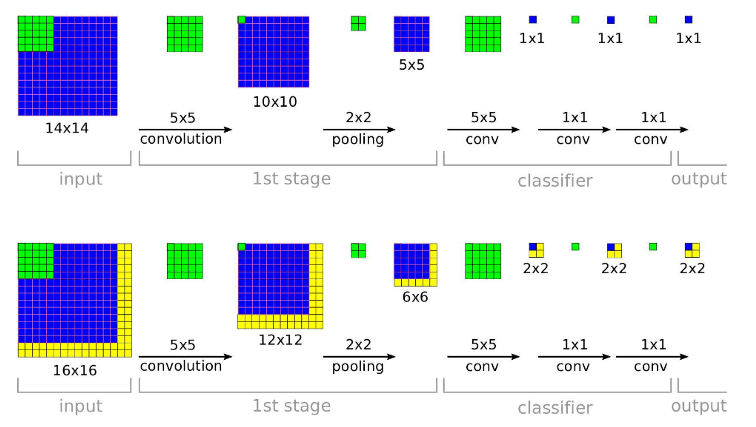 1x1 1x1 1x1
5x5
10x10
14x14
5x5 2x2 5x5 1x1 1x1
convolution pooling conv conv conv
input 1st stage classifier output
2x2 2x2 2x2
6x6
12x12
16x16
5x5 2x2 5x5 1x1 1x1
convolution pooling conv conv conv
input 1st stage classifier output